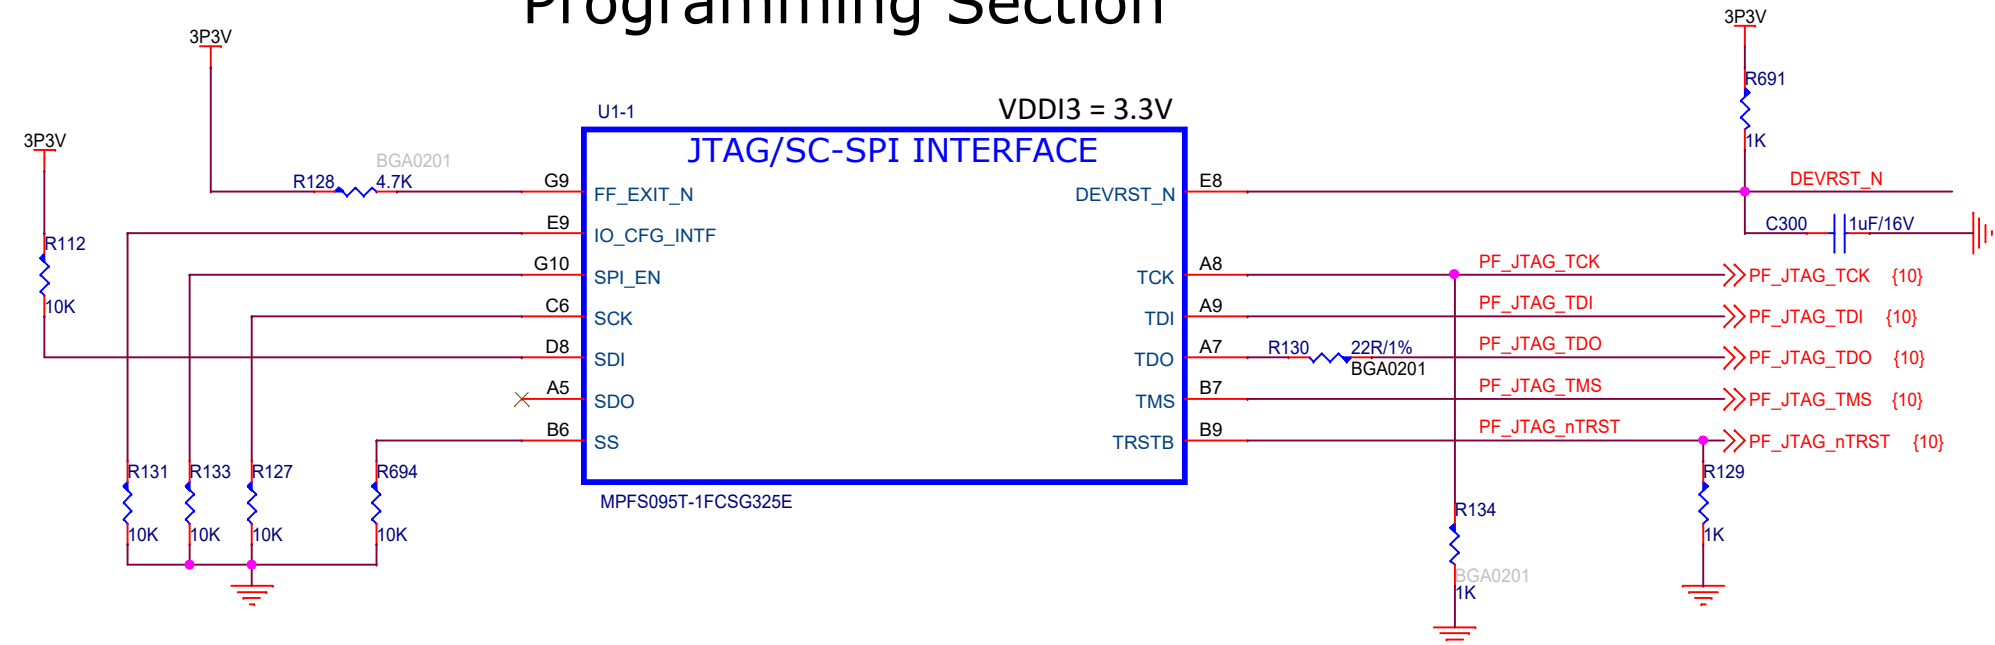 Programming Section
3P3V
3P3V
R691
1K
U1-1
VDDI3 = 3.3V
3P3V
JTAG/SC-SPI INTERFACE
BGA0201
R128 4.7K
G9 FF_EXIT_N
DEVRST_N E8
DEVRST_N
E9 IO_CFG_INTF
C300 1uF/16V
R112
10K
G10 SPI_EN
TCK A8 PF_JTAG_TCK PF_JTAG_TCK {10}
C6 SCK
TDI A9 PF_JTAG_TDI PF_JTAG_TDI {10}
D8 SDI
TDO A7 R130 22R/1% PF_JTAG_TDO PF_JTAG_TDO {10}
BGA0201
A5 SDO
TMS B7 PF_JTAG_TMS PF_JTAG_TMS {10}
B6 SS
TRSTB B9 PF_JTAG_nTRST PF_JTAG_nTRST {10}
R131 R133 R127 R694
10K 10K 10K 10K
MPFS095T-1FCSG325E
R129
1K
R134
BGA0201
1K